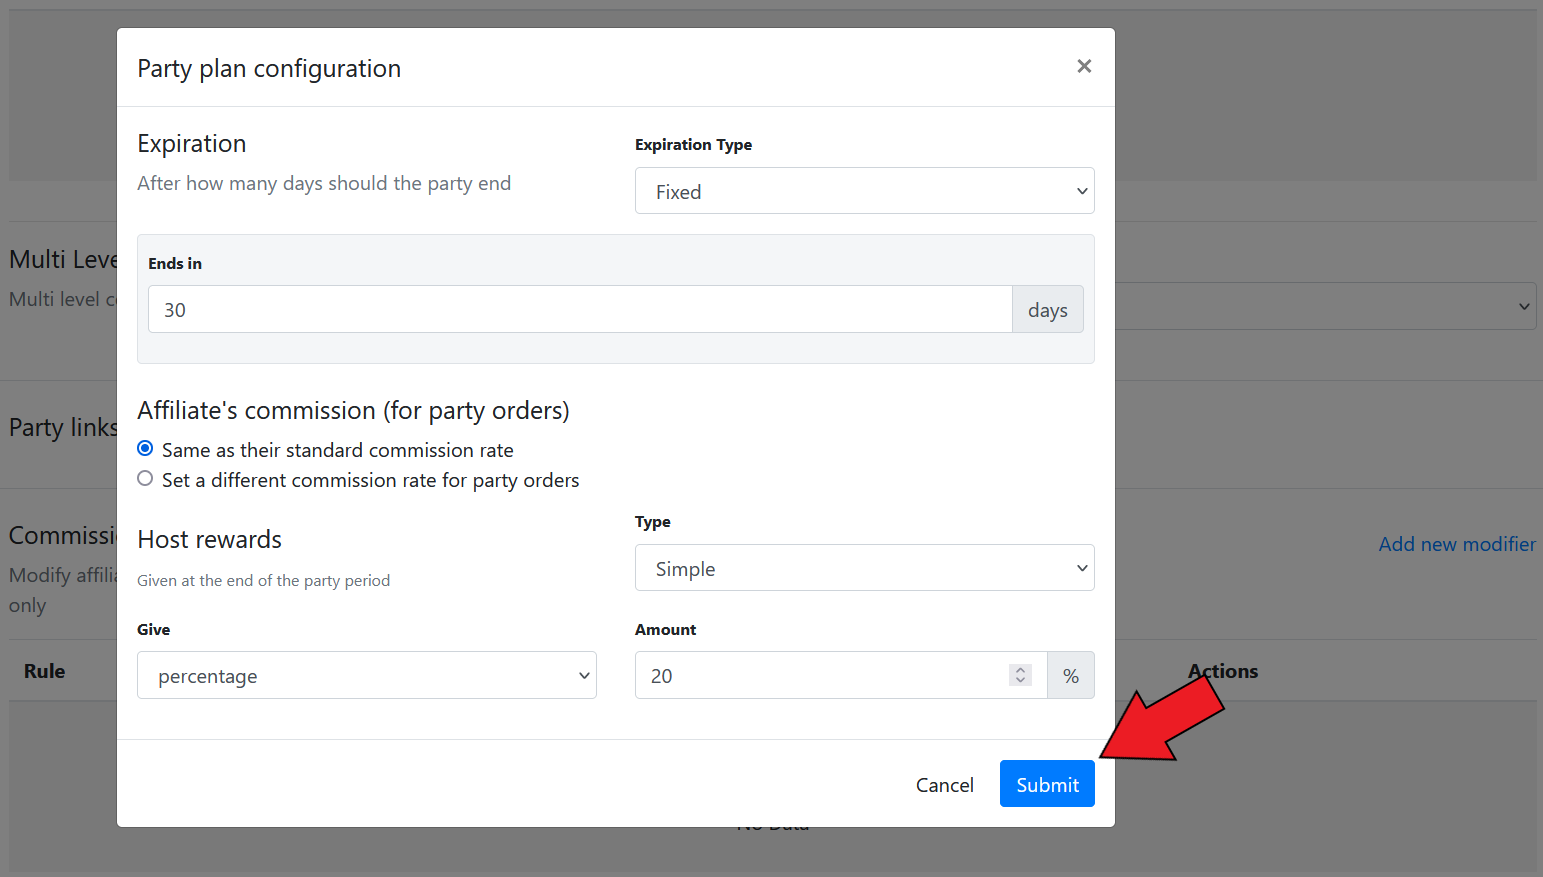 Party plan configuration
×
Expiration
After how many days should the party end
Expiration Type
Fixed
Ends in
30
days
Affiliate's commission (for party orders)
Same as their standard commission rate
Set a different commission rate for party orders
Host rewards
Given at the end of the party period
Type
Simple
Give
percentage
Amount
20
%
Cancel
Submit
Multi Leve
Multi level c
Party links
Commissi
Add new modifier
Modify affili
only
Rule
Actions
No Data